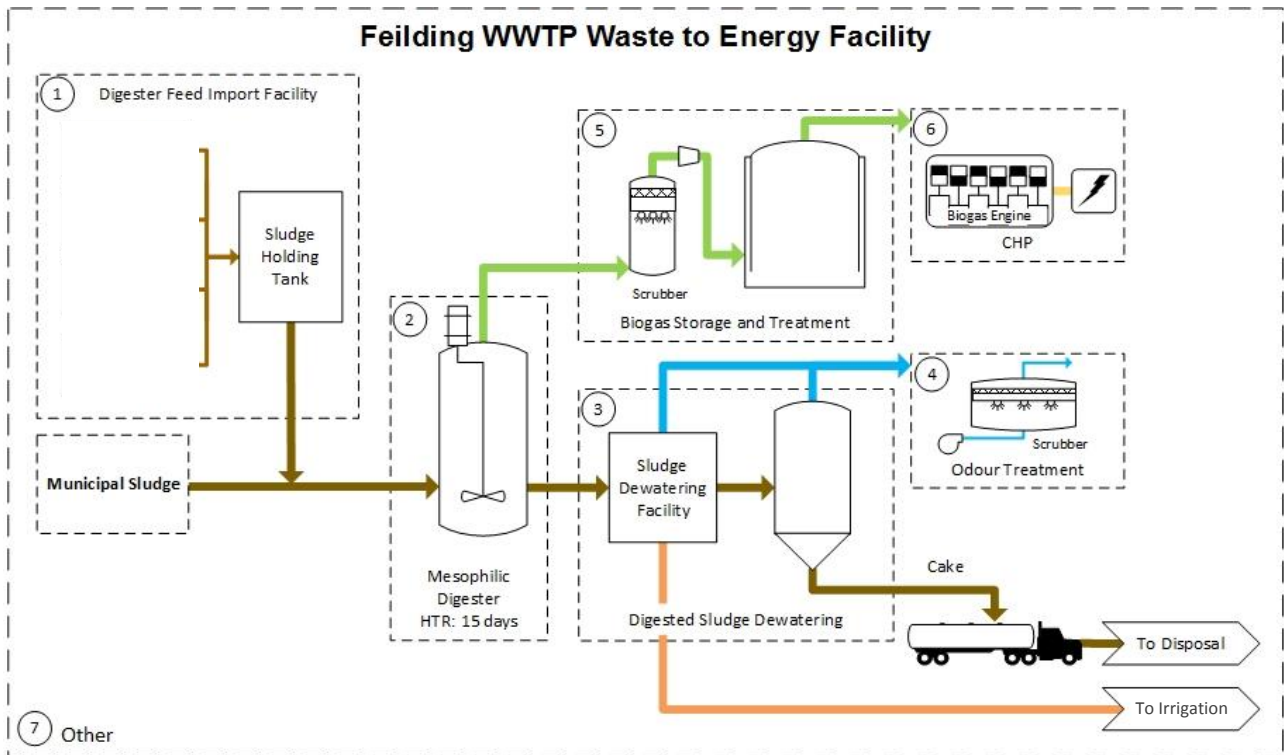 Feilding WWTP Waste to Energy Facility
1
Digester Feed Import Facility
Sludge
Holding
Tank
Municipal Sludge
2
Mesophilic
Digester
HTR: 15 days
5
Scrubber
Biogas Storage and Treatment
6
Biogas Engine
CHP
3
Sludge
Dewatering
Facility
Digested Sludge Dewatering
4
Scrubber
Odour Treatment
Cake
To Disposal
To Irrigation
7
Other